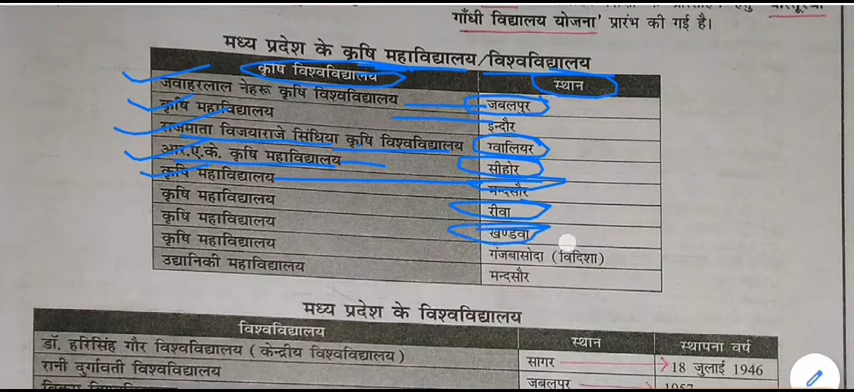 गाँधी विद्यालय योजना' प्रारंभ की गई है।
मध्य प्रदेश के कृषि महाविद्यालय/विश्वविद्यालय
कृषि विश्वविद्यालय स्थान
जवाहरलाल नेहरू कृषि विश्वविद्यालय जबलपुर
कृषि महाविद्यालय इन्दौर
राजमाता विजयाराजे सिंधिया कृषि विश्वविद्यालय ग्वालियर
आर.ए.के. कृषि महाविद्यालय सीहोर
कृषि महाविद्यालय मन्दसौर
कृषि महाविद्यालय रीवा
कृषि महाविद्यालय खण्डवा
कृषि महाविद्यालय गंजबासोदा (विदिशा)
उद्यानिकी महाविद्यालय मन्दसौर
मध्य प्रदेश के विश्वविद्यालय
विश्वविद्यालय स्थान स्थापना वर्ष
डॉ. हरिसिंह गौर विश्वविद्यालय (केन्द्रीय विश्वविद्यालय) सागर 18 जुलाई 1946
रानी दुर्गावती विश्वविद्यालय जबलपुर